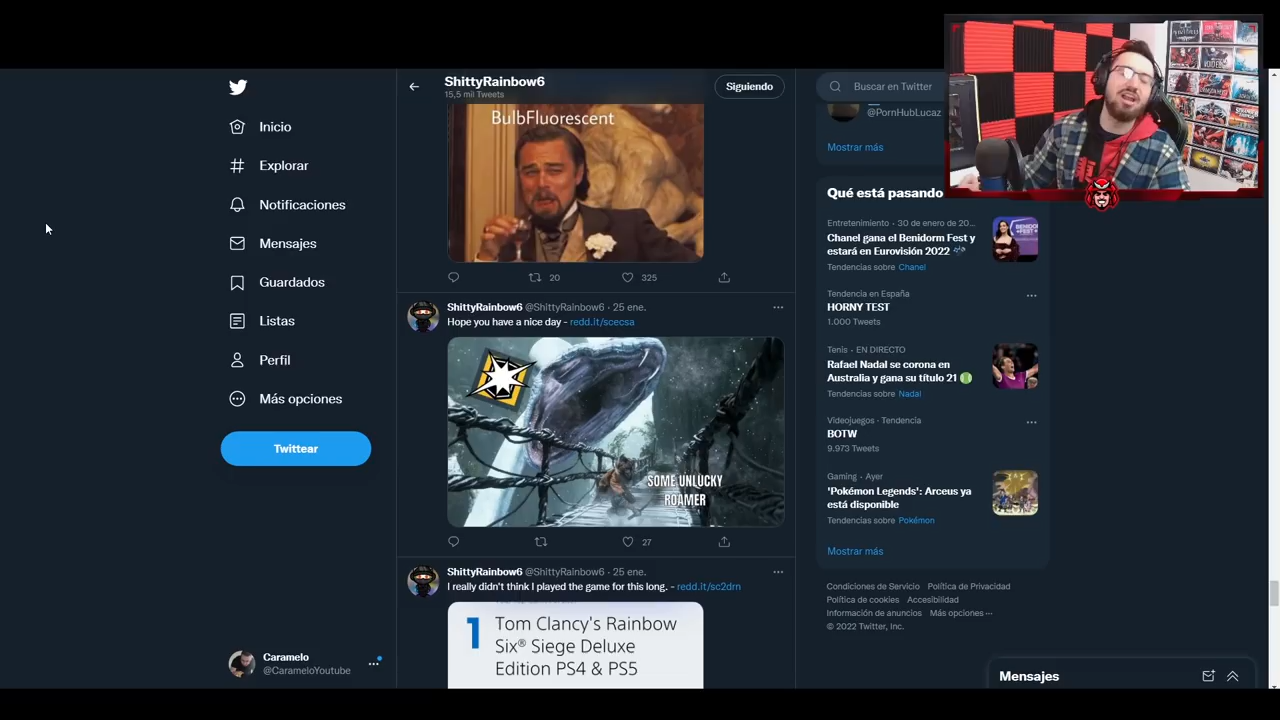 Inicio
Explorar
Notificaciones
Mensajes
Guardados
Listas
Perfil
Más opciones
Twittear
Caramelo
@CarameloYoutube
ShittyRainbow6
15,5 mil Tweets
Siguiendo
BulbFluorescent
20
325
ShittyRainbow6 @ShittyRainbow6 · 25 ene.
Hope you have a nice day - redd.it/scecsa
SOME UNLUCKY
ROAMER
27
ShittyRainbow6 @ShittyRainbow6 · 25 ene.
I really didn't think I played the game for this long. - redd.it/sc2drn
1
Tom Clancy's Rainbow
Six® Siege Deluxe
Edition PS4 & PS5
Buscar en Twitter
@PornHubLucaz
Mostrar más
Qué está pasando
Entretenimiento · 30 de enero de 20...
Chanel gana el Benidorm Fest y
estará en Eurovisión 2022
Tendencias sobre Chanel
Tendencia en España
HORNY TEST
1.000 Tweets
Tenis · EN DIRECTO
Rafael Nadal se corona en
Australia y gana su título 21
Tendencias sobre Nadal
Videojuegos · Tendencia
BOTW
9.973 Tweets
Gaming · Ayer
'Pokémon Legends': Arceus ya
está disponible
Tendencias sobre Pokémon
Mostrar más
Condiciones de Servicio Política de Privacidad
Política de cookies Accesibilidad
Información de anuncios Más opciones ···
© 2022 Twitter, Inc.
Mensajes